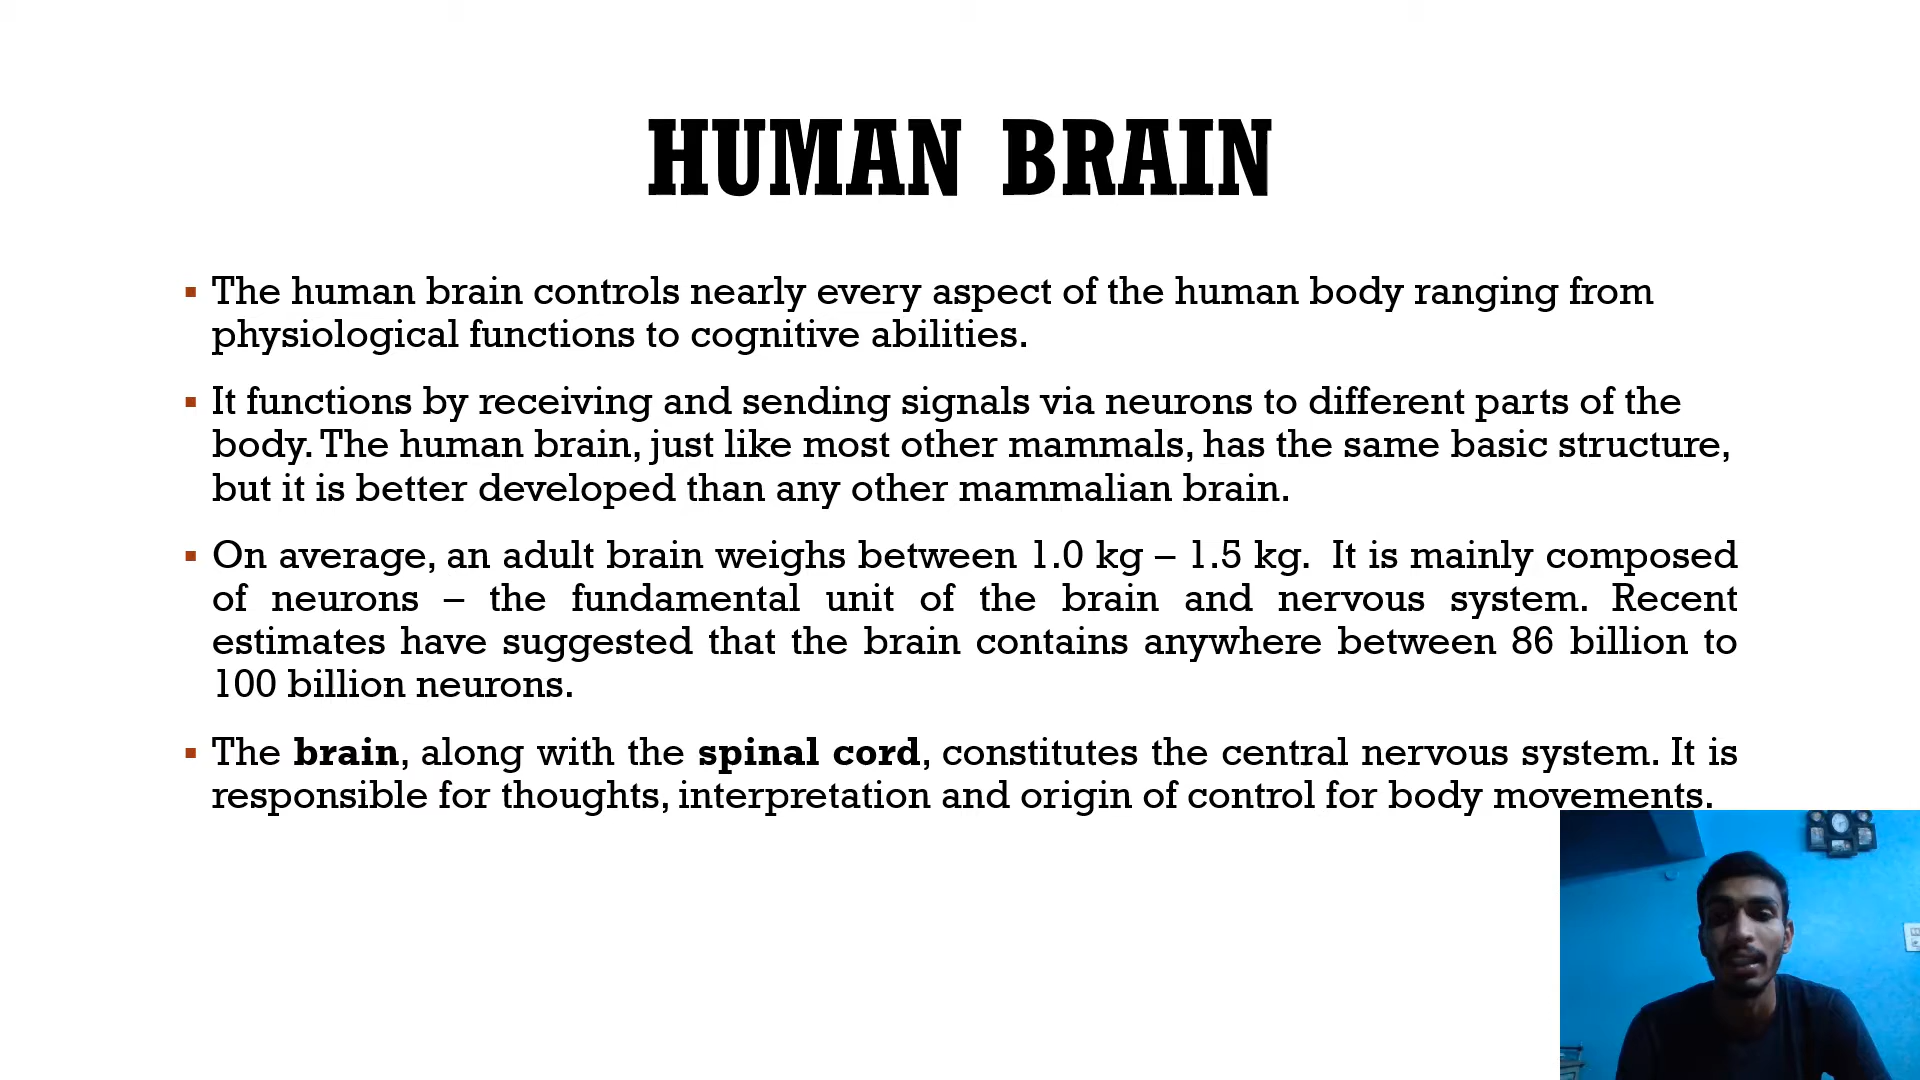 HUMAN BRAIN
▪ The human brain controls nearly every aspect of the human body ranging from
physiological functions to cognitive abilities.
▪ It functions by receiving and sending signals via neurons to different parts of the
body. The human brain, just like most other mammals, has the same basic structure,
but it is better developed than any other mammalian brain.
▪ On average, an adult brain weighs between 1.0 kg – 1.5 kg. It is mainly composed
of neurons – the fundamental unit of the brain and nervous system. Recent
estimates have suggested that the brain contains anywhere between 86 billion to
100 billion neurons.
▪ The brain, along with the spinal cord, constitutes the central nervous system. It is
responsible for thoughts, interpretation and origin of control for body movements.